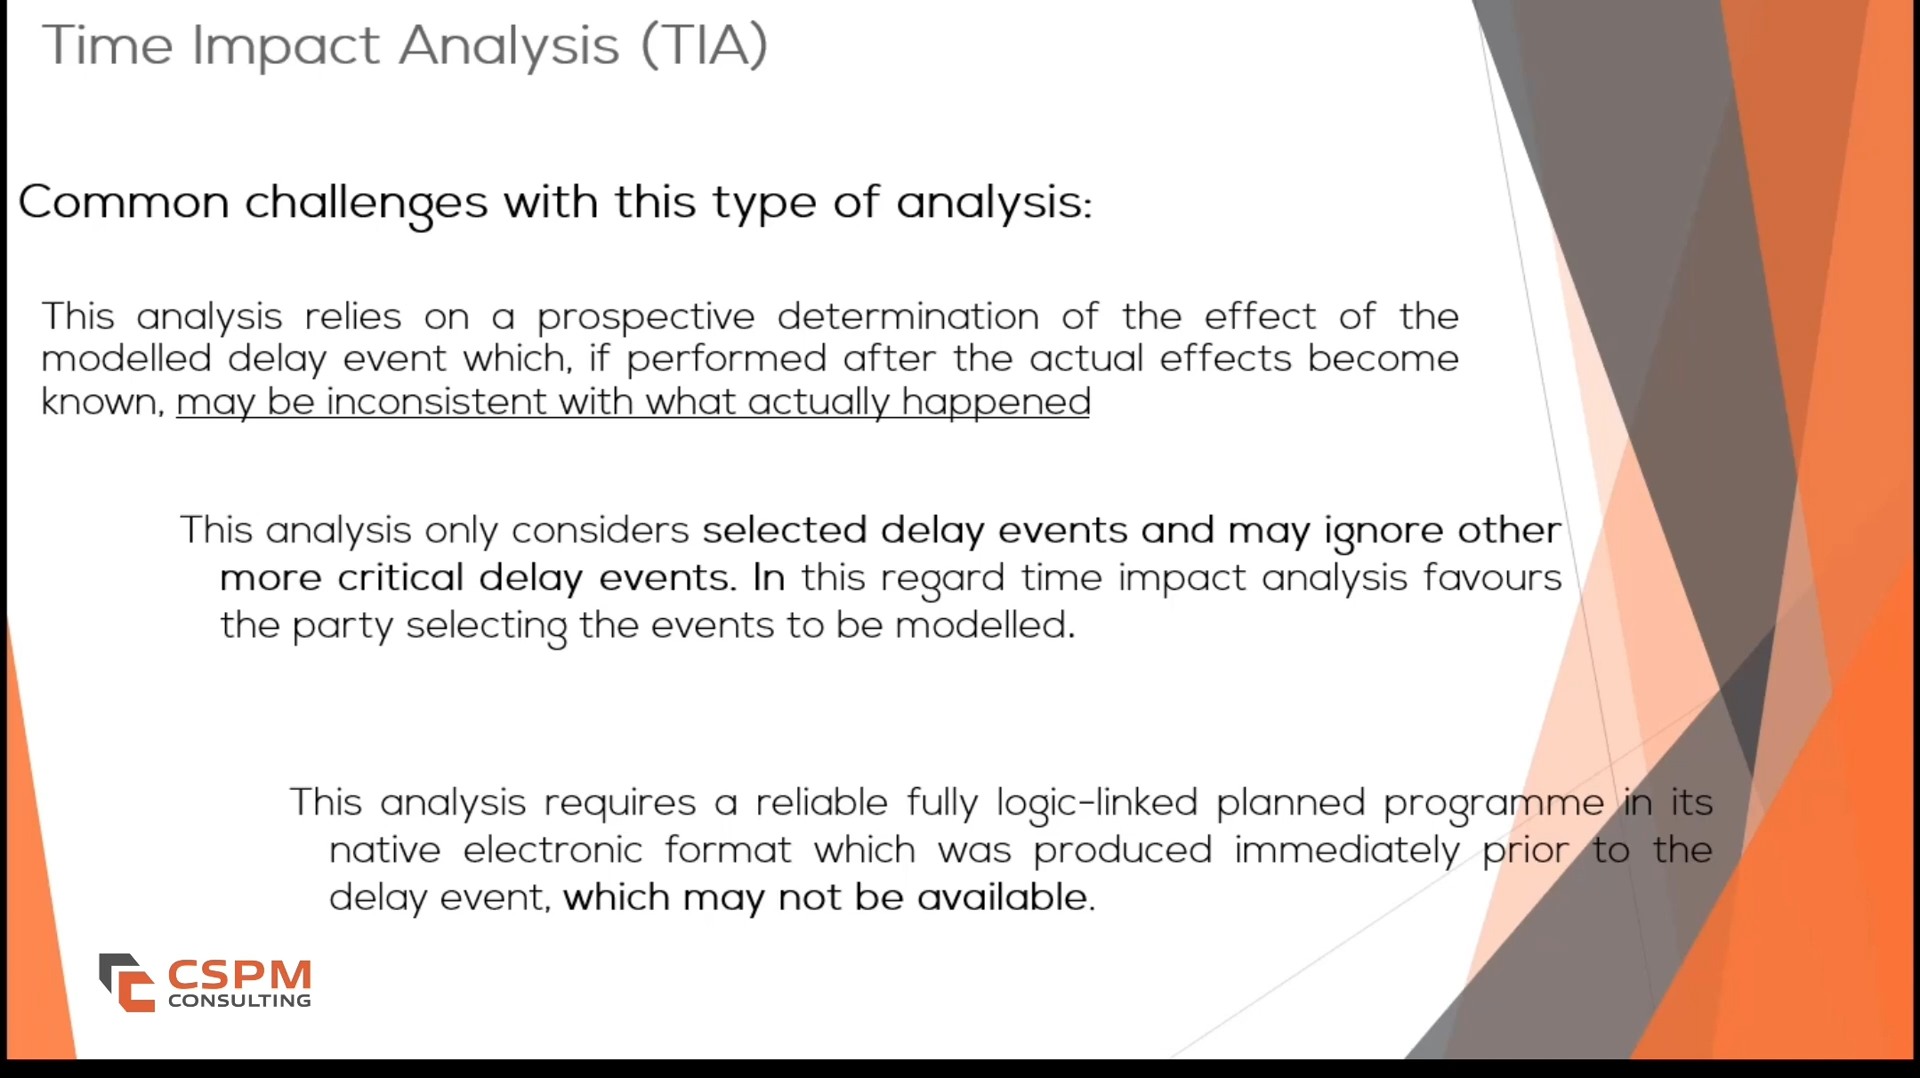 Time Impact Analysis (TIA)
Common challenges with this type of analysis:
This analysis relies on a prospective determination of the effect of the
modelled delay event which, if performed after the actual effects become
known, may be inconsistent with what actually happened
This analysis only considers selected delay events and may ignore other
more critical delay events. In this regard time impact analysis favours
the party selecting the events to be modelled.
This analysis requires a reliable fully logic-linked planned programme in its
native electronic format which was produced immediately prior to the
delay event, which may not be available.
CSPM
CONSULTING